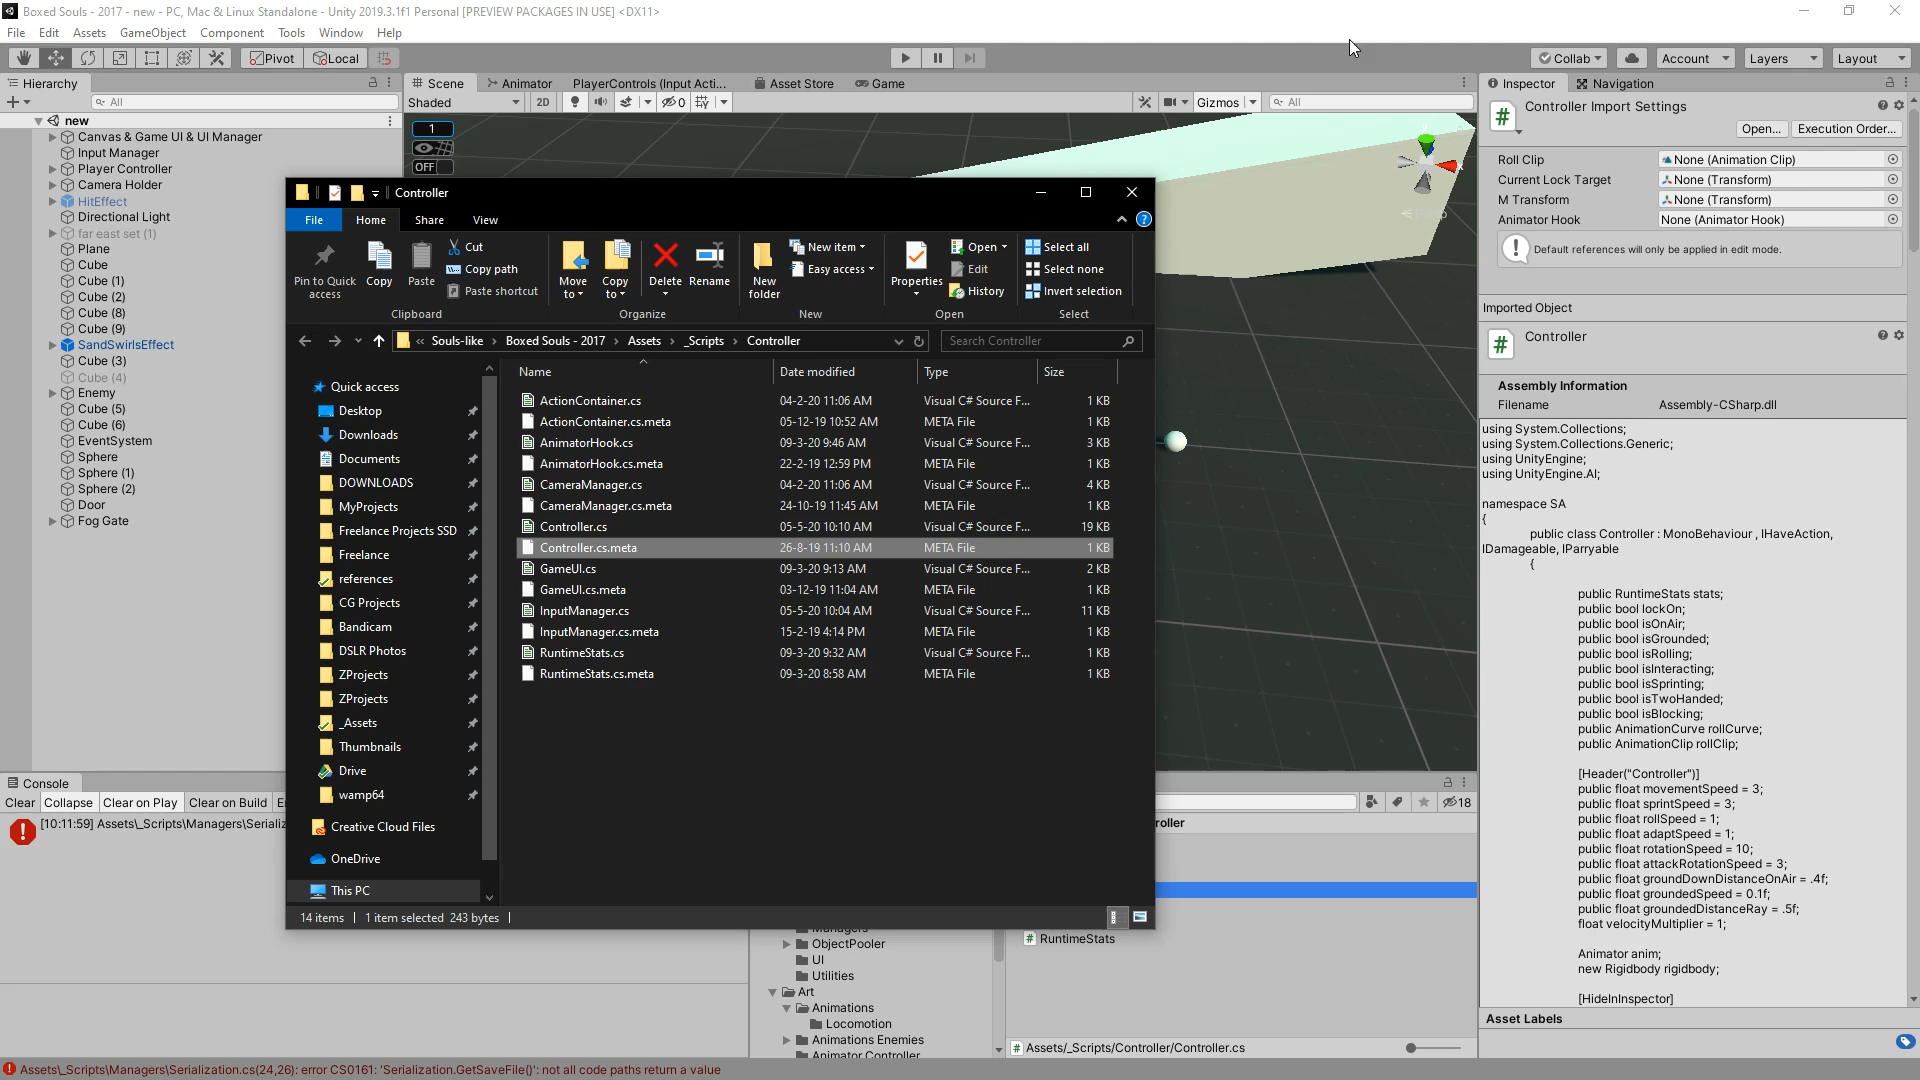 Boxed Souls - 2017 - new - PC, Mac & Linux Standalone - Unity 2019.3.1f1 Personal [PREVIEW PACKAGES IN USE] <DX11>
File Edit Assets GameObject Component Tools Window Help
Pivot Local Collab Account Layers Layout
Hierarchy Scene Animator PlayerControls (Input Acti... Asset Store Game Inspector Navigation
All Shaded 2D 0 Gizmos All
new
Canvas & Game UI & UI Manager
Input Manager
Player Controller
Camera Holder
HitEffect
Directional Light
far east set (1)
Plane
Cube
Cube (1)
Cube (2)
Cube (8)
Cube (9)
SandSwirlsEffect
Cube (3)
Cube (4)
Enemy
Cube (5)
Cube (6)
EventSystem
Sphere
Sphere (1)
Sphere (2)
Door
Fog Gate
1
OFF
Controller
File Home Share View
Pin to Quick access Copy Paste Cut Copy path Paste shortcut
Move to Copy to Delete Rename New folder New item Easy access
Properties Open Edit History Select all Select none Invert selection
Clipboard Organize New Open Select
« Souls-like Boxed Souls - 2017 Assets _Scripts Controller Search Controller
Quick access
Desktop
Downloads
Documents
DOWNLOADS
MyProjects
Freelance Projects SSD
Freelance
references
CG Projects
Bandicam
DSLR Photos
ZProjects
ZProjects
_Assets
Thumbnails
Drive
wamp64
Creative Cloud Files
OneDrive
This PC
Name Date modified Type Size
ActionContainer.cs 04-2-20 11:06 AM Visual C# Source F... 1 KB
ActionContainer.cs.meta 05-12-19 10:52 AM META File 1 KB
AnimatorHook.cs 09-3-20 9:46 AM Visual C# Source F... 3 KB
AnimatorHook.cs.meta 22-2-19 12:59 PM META File 1 KB
CameraManager.cs 04-2-20 11:06 AM Visual C# Source F... 4 KB
CameraManager.cs.meta 24-10-19 11:45 AM META File 1 KB
Controller.cs 05-5-20 10:10 AM Visual C# Source F... 19 KB
Controller.cs.meta 26-8-19 11:10 AM META File 1 KB
GameUI.cs 09-3-20 9:13 AM Visual C# Source F... 2 KB
GameUI.cs.meta 03-12-19 11:04 AM META File 1 KB
InputManager.cs 05-5-20 10:04 AM Visual C# Source F... 11 KB
InputManager.cs.meta 15-2-19 4:14 PM META File 1 KB
RuntimeStats.cs 09-3-20 9:32 AM Visual C# Source F... 1 KB
RuntimeStats.cs.meta 09-3-20 8:58 AM META File 1 KB
14 items 1 item selected 243 bytes
Controller Import Settings
Open... Execution Order...
Roll Clip None (Animation Clip)
Current Lock Target None (Transform)
M Transform None (Transform)
Animator Hook None (Animator Hook)
Default references will only be applied in edit mode.
Imported Object
Controller
Assembly Information
Filename Assembly-CSharp.dll
using System.Collections;
using System.Collections.Generic;
using UnityEngine;
using UnityEngine.AI;
namespace SA
{
public class Controller : MonoBehaviour , IHaveAction,
IDamageable, IParryable
{
public RuntimeStats stats;
public bool lockOn;
public bool isOnAir;
public bool isGrounded;
public bool isRolling;
public bool isInteracting;
public bool isSprinting;
public bool isTwoHanded;
public bool isBlocking;
public AnimationCurve rollCurve;
public AnimationClip rollClip;
[Header("Controller")]
public float movementSpeed = 3;
public float sprintSpeed = 3;
public float rollSpeed = 1;
public float adaptSpeed = 1;
public float rotationSpeed = 10;
public float attackRotationSpeed = 3;
public float groundDownDistanceOnAir = .4f;
public float groundedSpeed = 0.1f;
public float groundedDistanceRay = .5f;
float velocityMultiplier = 1;
Animator anim;
new Rigidbody rigidbody;
[HideInInspector]
Asset Labels
Console
Clear Collapse Clear on Play Clear on Build E
[10:11:59] Assets\_Scripts\Managers\Serializ
18
roller
Managers
ObjectPooler
UI
Utilities
Art
Animations
Locomotion
Animations Enemies
Animator Controller
RuntimeStats
Assets/_Scripts/Controller/Controller.cs
Assets\_Scripts\Managers\Serialization.cs(24,26): error CS0161: 'Serialization.GetSaveFile()': not all code paths return a value